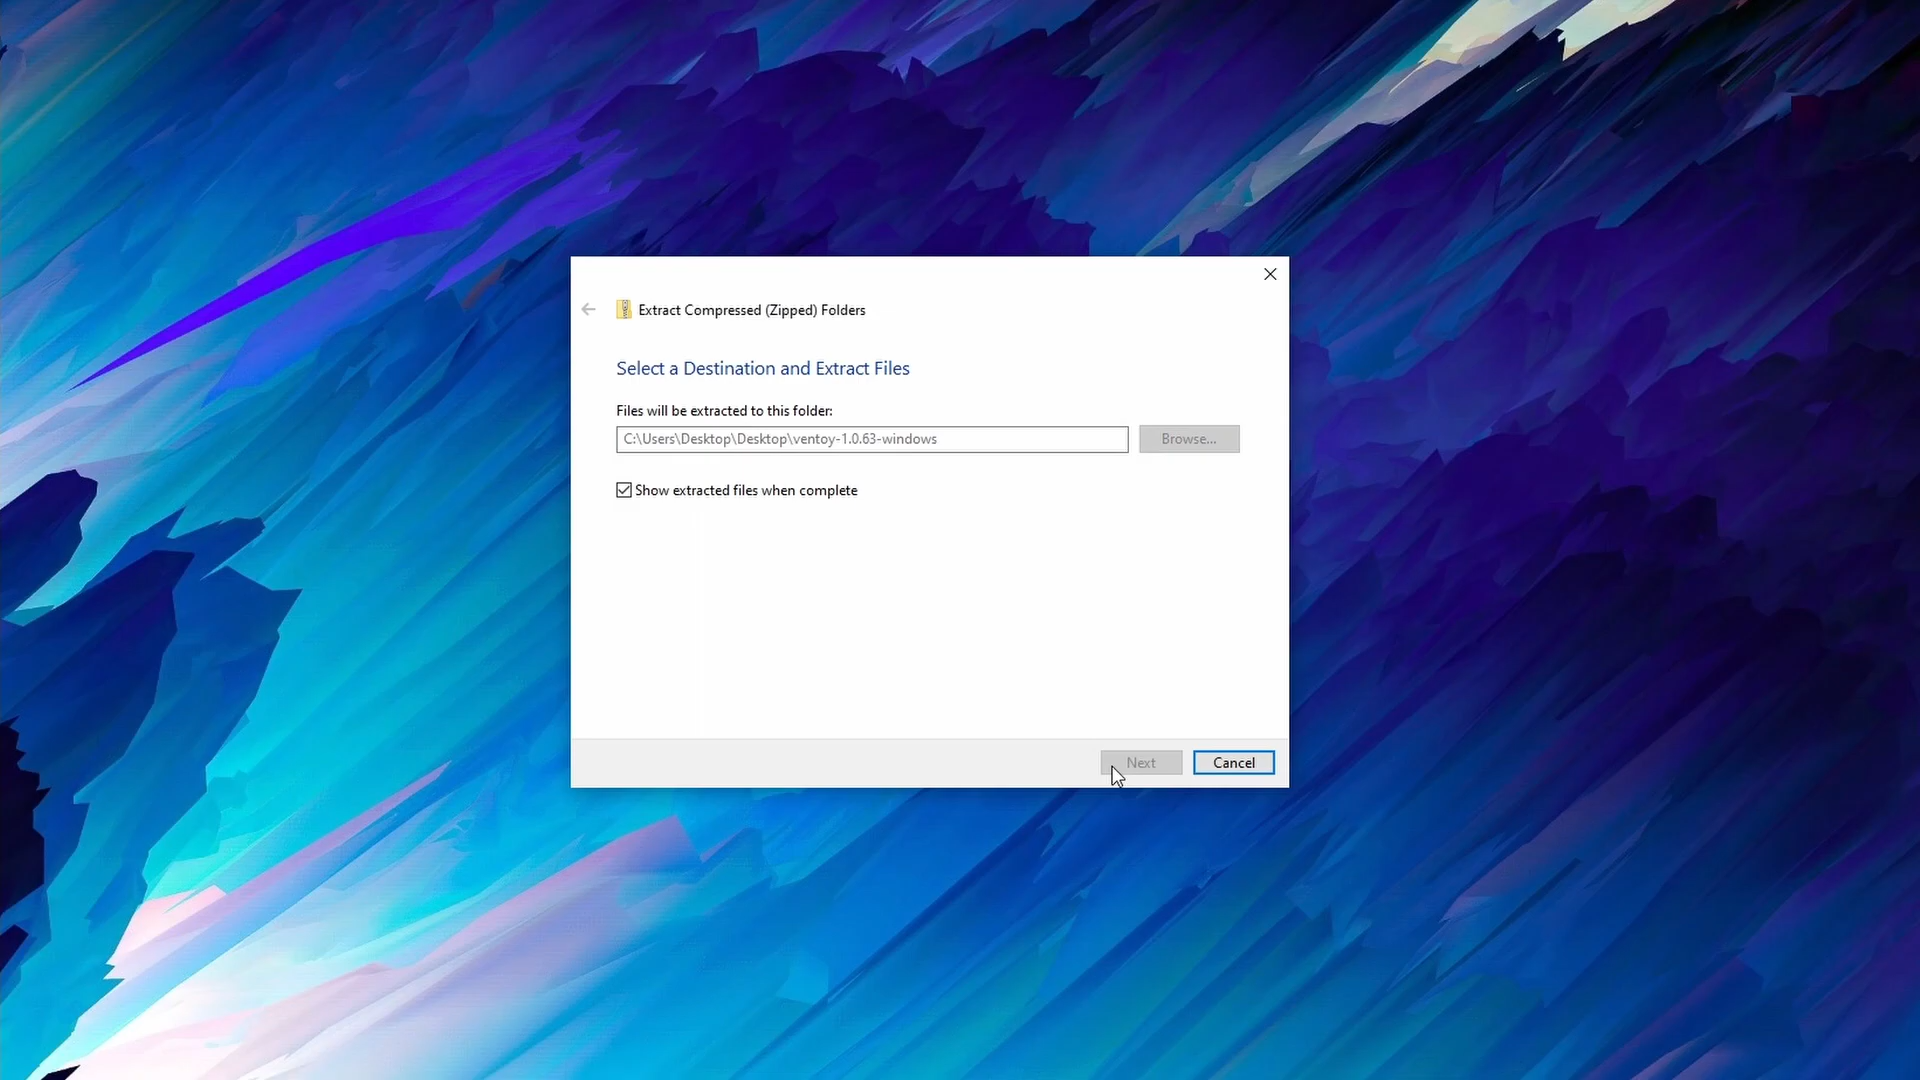 Extract Compressed (Zipped) Folders
Select a Destination and Extract Files
Files will be extracted to this folder:
C:\Users\Desktop\Desktop\ventoy-1.0.63-windows
Browse...
Show extracted files when complete
Next
Cancel